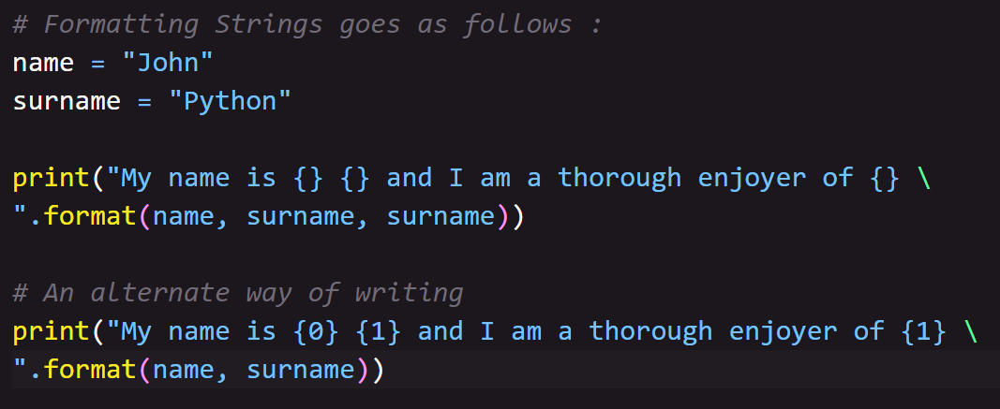 # Formatting Strings goes as follows :
name = "John"
surname = "Python"
print("My name is {} {} and I am a thorough enjoyer of {} \
".format(name, surname, surname))
# An alternate way of writing
print("My name is {0} {1} and I am a thorough enjoyer of {1} \
".format(name, surname))